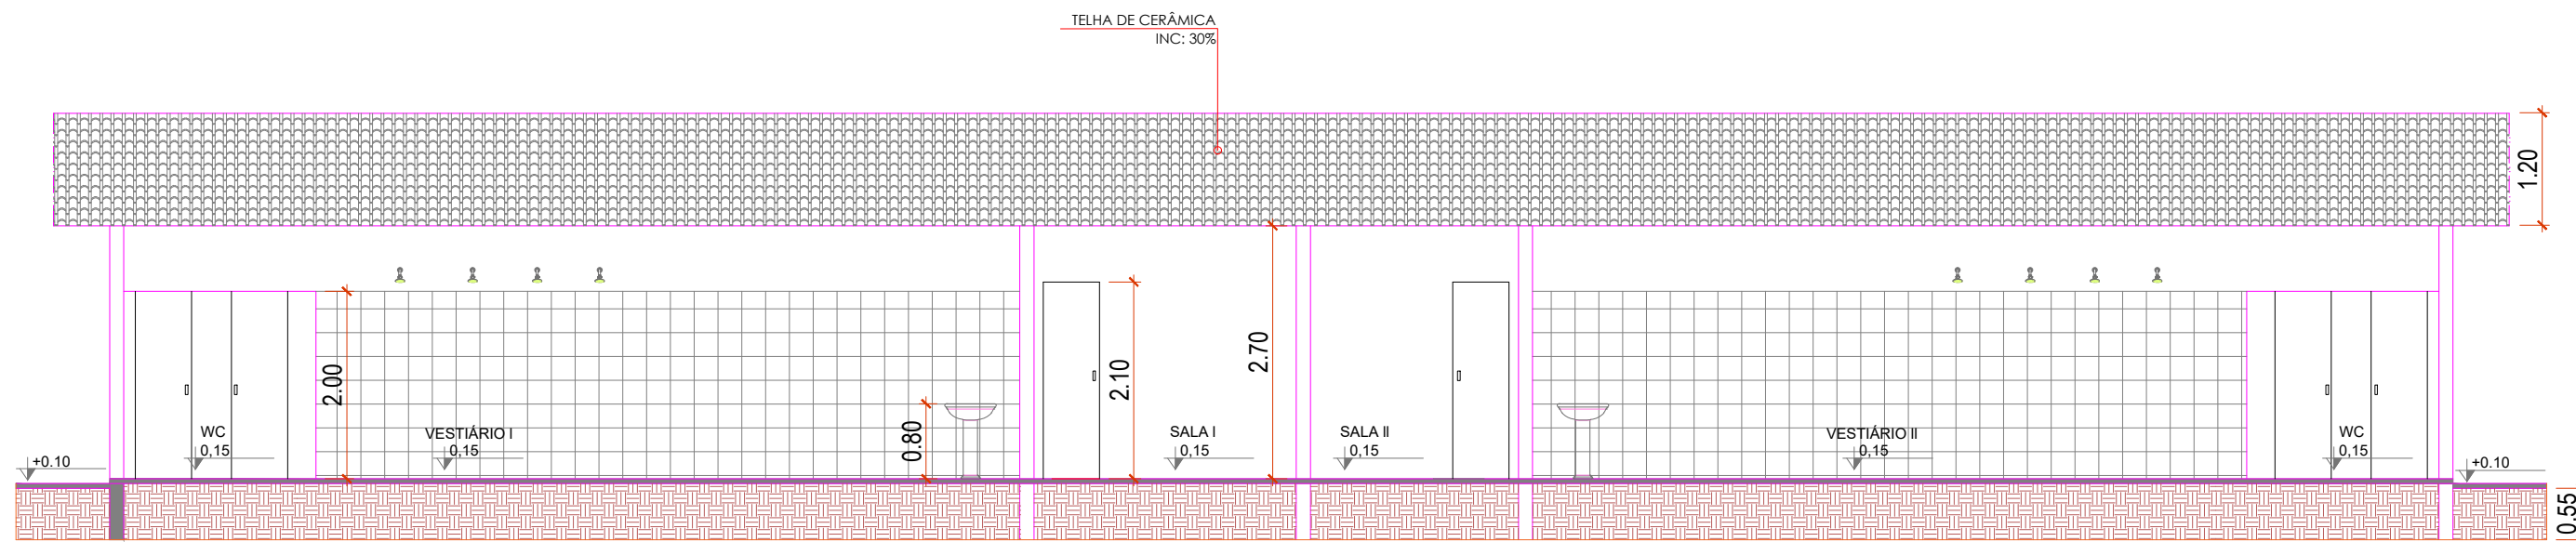 TELHA DE CERÂMICA
INC: 30%
1.20
2.00
2.10
2.70
0.80
WC
0,15
VESTIÁRIO I
0,15
SALA I
0,15
SALA II
0,15
VESTIÁRIO II
0,15
WC
0,15
+0.10
+0.10
0.55